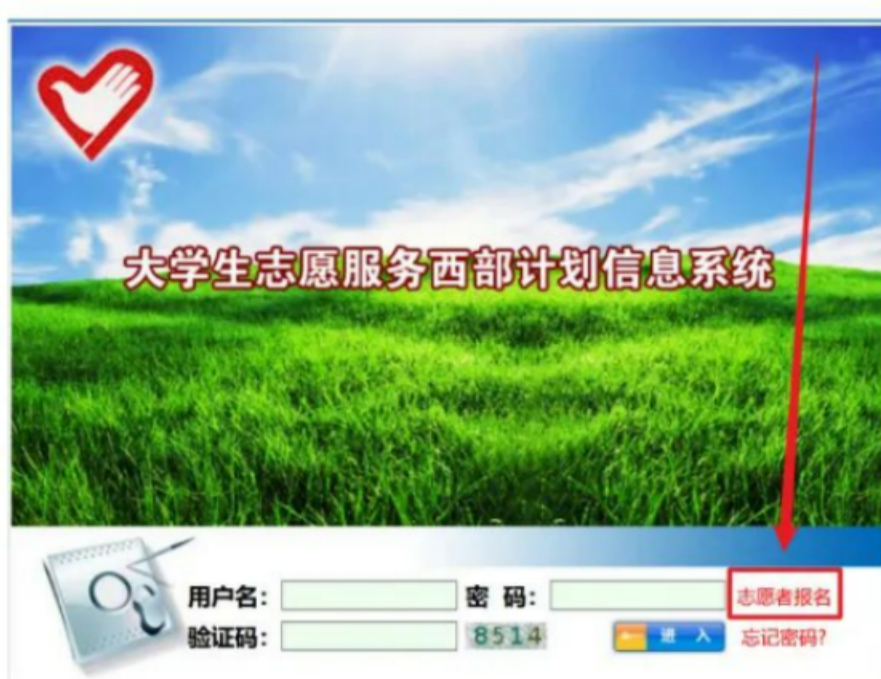 大学生志愿服务西部计划信息系统
用户名： 密 码： 志愿者报名
验证码： 8514 进 入 忘记密码?